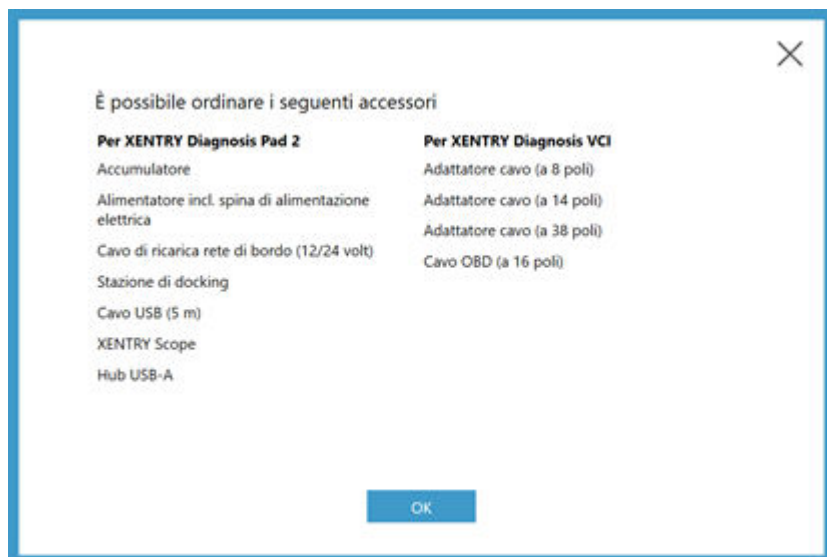 È possibile ordinare i seguenti accessori
Per XENTRY Diagnosis Pad 2
Accumulatore
Alimentatore incl. spina di alimentazione
elettrica
Cavo di ricarica rete di bordo (12/24 volt)
Stazione di docking
Cavo USB (5 m)
XENTRY Scope
Hub USB-A
Per XENTRY Diagnosis VCI
Adattatore cavo (a 8 poli)
Adattatore cavo (a 14 poli)
Adattatore cavo (a 38 poli)
Cavo OBD (a 16 poli)
OK